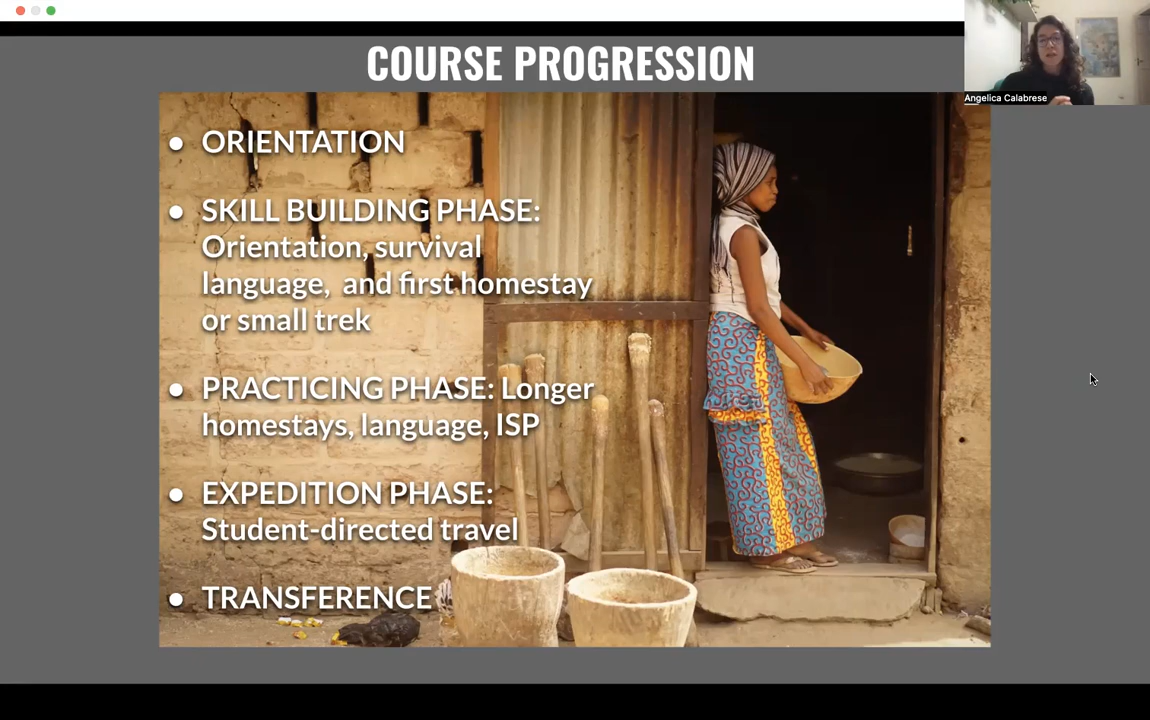 COURSE PROGRESSION
Angelica Calabrese
● ORIENTATION
● SKILL BUILDING PHASE:
Orientation, survival
language, and first homestay
or small trek
● PRACTICING PHASE: Longer
homestays, language, ISP
● EXPEDITION PHASE:
Student-directed travel
● TRANSFERENCE